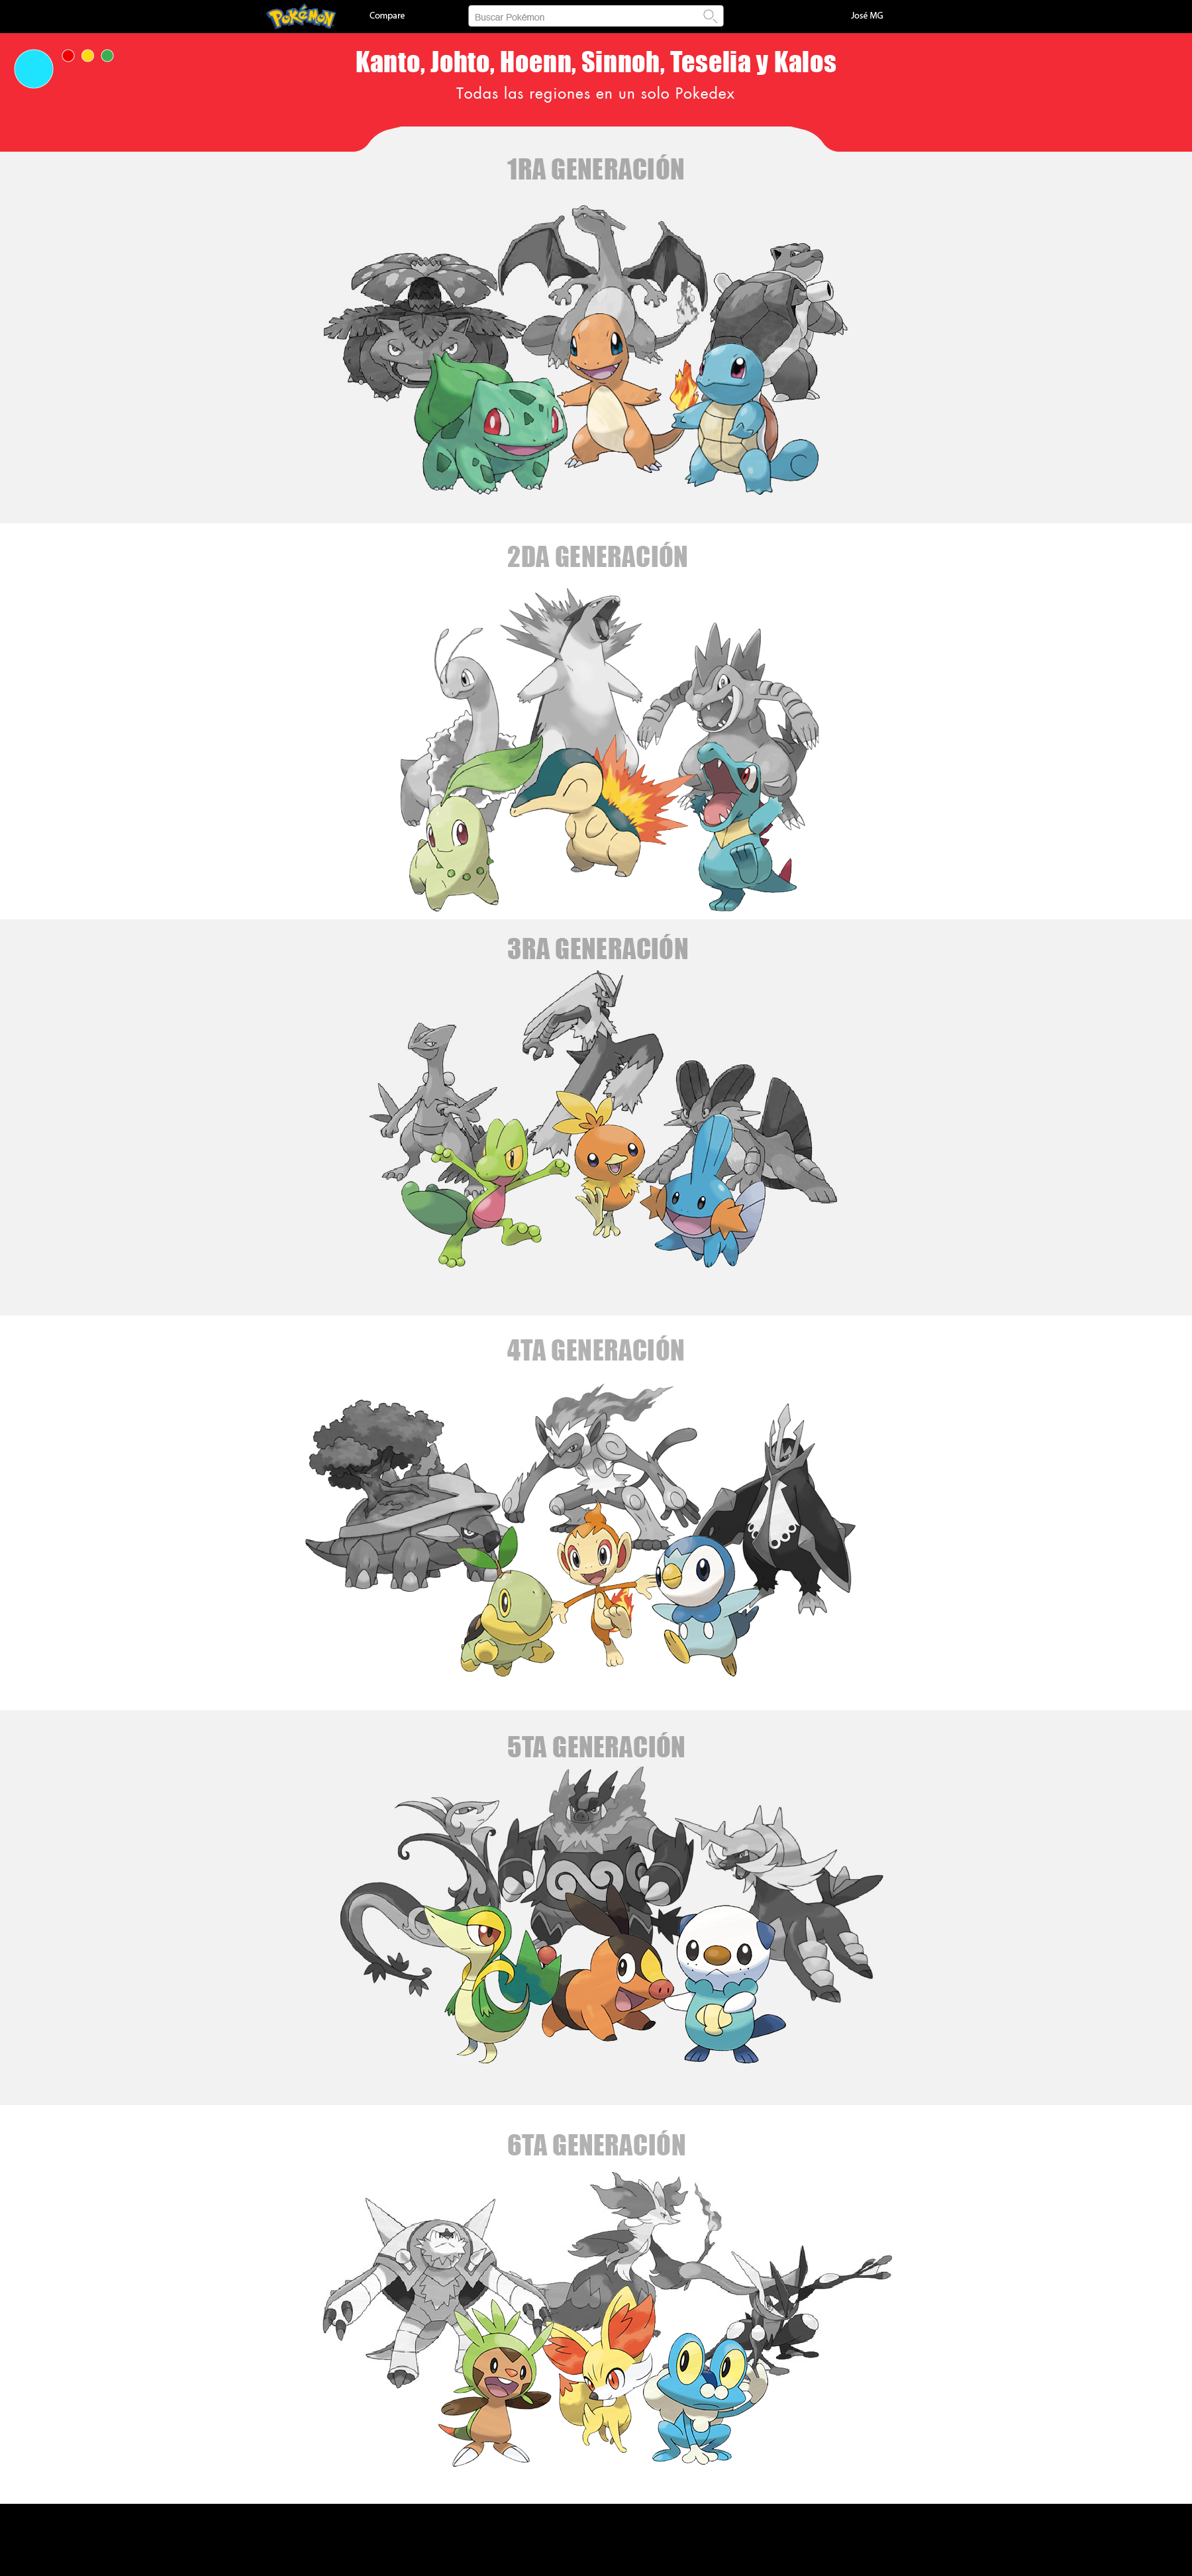 Pokémon
Compare
Buscar Pokémon
José MG
Kanto, Johto, Hoenn, Sinnoh, Teselia y Kalos
Todas las regiones en un solo Pokedex
1RA GENERACIÓN
2DA GENERACIÓN
3RA GENERACIÓN
4TA GENERACIÓN
5TA GENERACIÓN
6TA GENERACIÓN